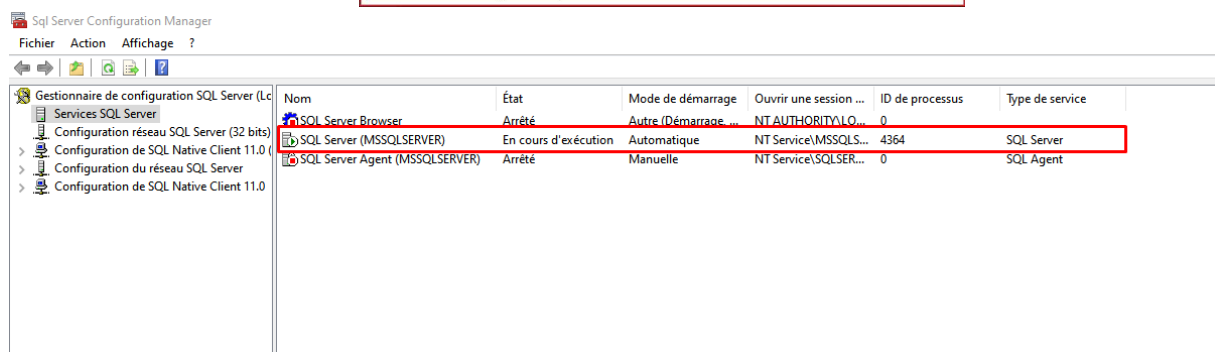 Sql Server Configuration Manager
Fichier Action Affichage ?
Gestionnaire de configuration SQL Server (Lc
Services SQL Server
Configuration réseau SQL Server (32 bits)
Configuration de SQL Native Client 11.0 (
Configuration du réseau SQL Server
Configuration de SQL Native Client 11.0
Nom État Mode de démarrage Ouvrir une session ... ID de processus Type de service
SQL Server Browser Arrêté Autre (Démarrage, ... NT AUTHORITY\LO... 0
SQL Server (MSSQLSERVER) En cours d'exécution Automatique NT Service\MSSQLS... 4364 SQL Server
SQL Server Agent (MSSQLSERVER) Arrêté Manuelle NT Service\SQLSER... 0 SQL Agent